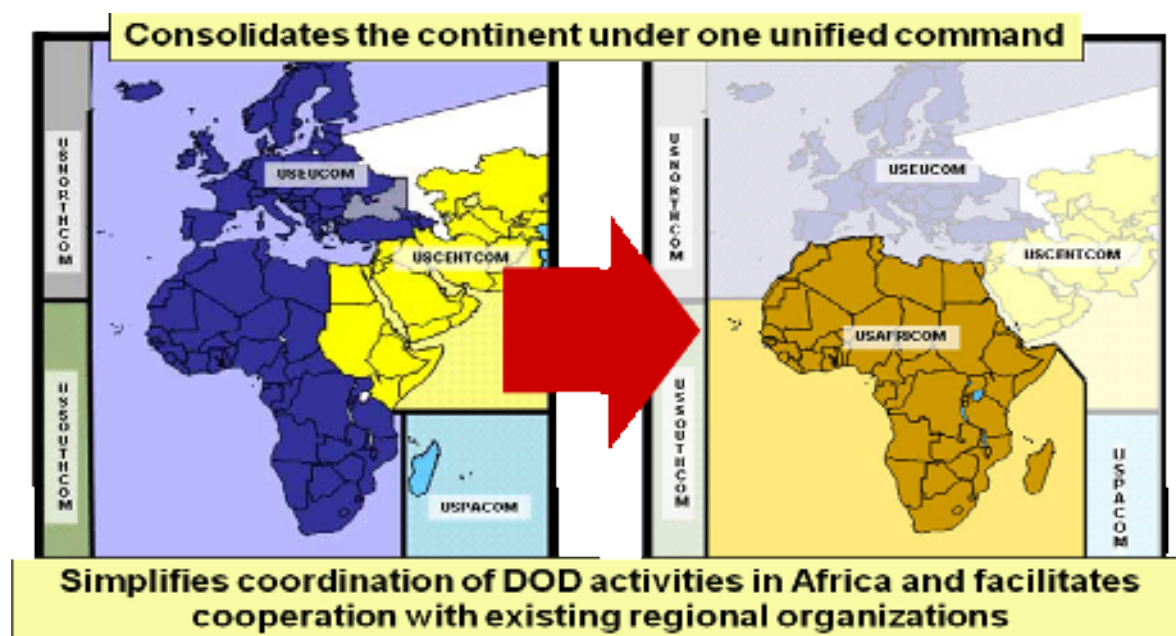 Consolidates the continent under one unified command
USNORTHCOM
USEUCOM
USCENTCOM
USSOUTHCOM
USPACOM
USNORTHCOM
USEUCOM
USCENTCOM
USAFRICOM
USSOUTHCOM
USPACOM
Simplifies coordination of DOD activities in Africa and facilitates
cooperation with existing regional organizations